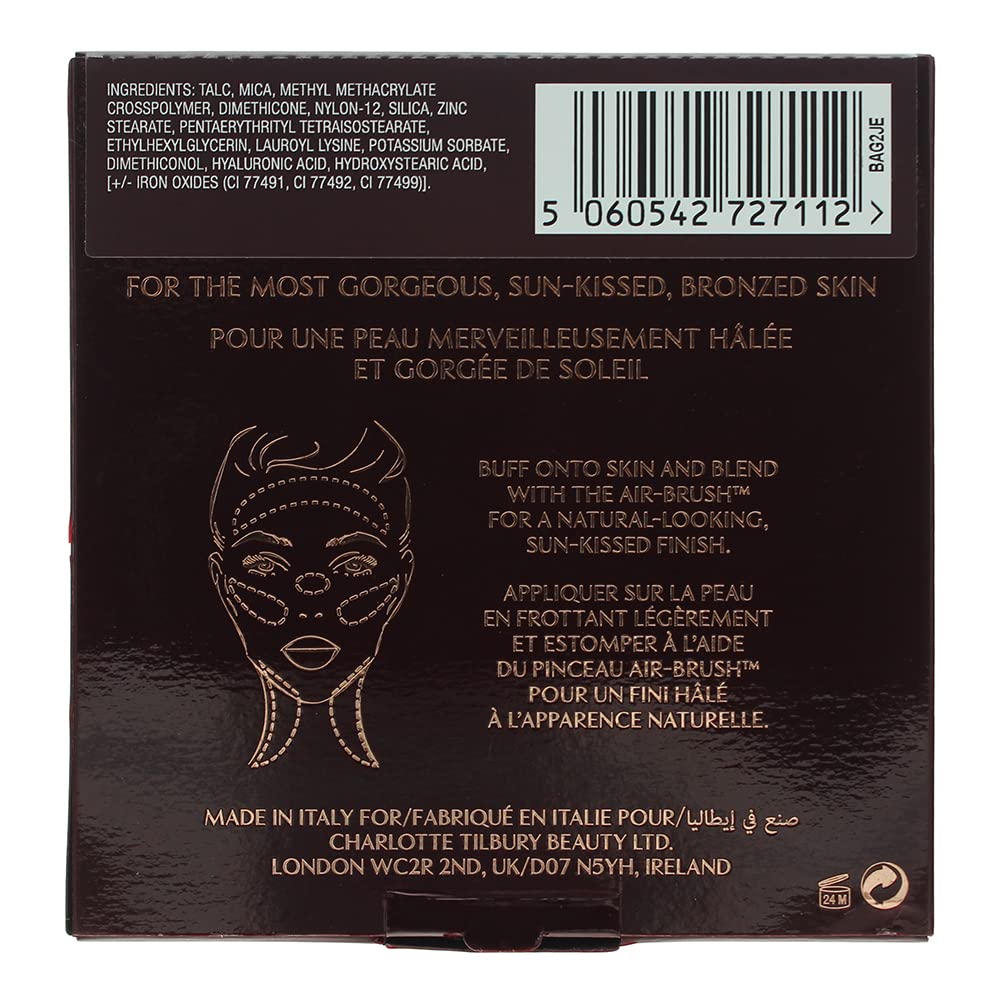 INGREDIENTS: TALC, MICA, METHYL METHACRYLATE
CROSSPOLYMER, DIMETHICONE, NYLON-12, SILICA, ZINC
STEARATE, PENTAERYTHRITYL TETRAISOSTEARATE,
ETHYLHEXYLGLYCERIN, LAUROYL LYSINE, POTASSIUM SORBATE,
DIMETHICONOL, HYALURONIC ACID, HYDROXYSTEARIC ACID,
[+/- IRON OXIDES (CI 77491, CI 77492, CI 77499)].
5 060542 727112 >
BAG2JE
FOR THE MOST GORGEOUS, SUN-KISSED, BRONZED SKIN
POUR UNE PEAU MERVEILLEUSEMENT HÂLÉE
ET GORGÉE DE SOLEIL
BUFF ONTO SKIN AND BLEND
WITH THE AIR-BRUSH™
FOR A NATURAL-LOOKING,
SUN-KISSED FINISH.
APPLIQUER SUR LA PEAU
EN FROTTANT LÉGÈREMENT
ET ESTOMPER À L'AIDE
DU PINCEAU AIR-BRUSH™
POUR UN FINI HÂLÉ
À L'APPARENCE NATURELLE.
MADE IN ITALY FOR/FABRIQUÉ EN ITALIE POUR/صنع في إيطاليا
CHARLOTTE TILBURY BEAUTY LTD.
LONDON WC2R 2ND, UK/D07 N5YH, IRELAND
24 M